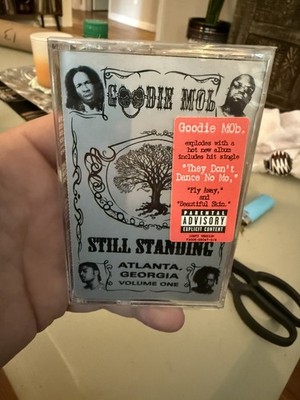 GOODIE MOB
Goodie MOb.
explodes with a
hot new album
includes hit single
"They Don't
Dance No Mo,"
"Fly Away,"
and
"Beautiful Skin."
PARENTAL
ADVISORY
EXPLICIT CONTENT
STILL STANDING
ATLANTA,
GEORGIA
VOLUME ONE